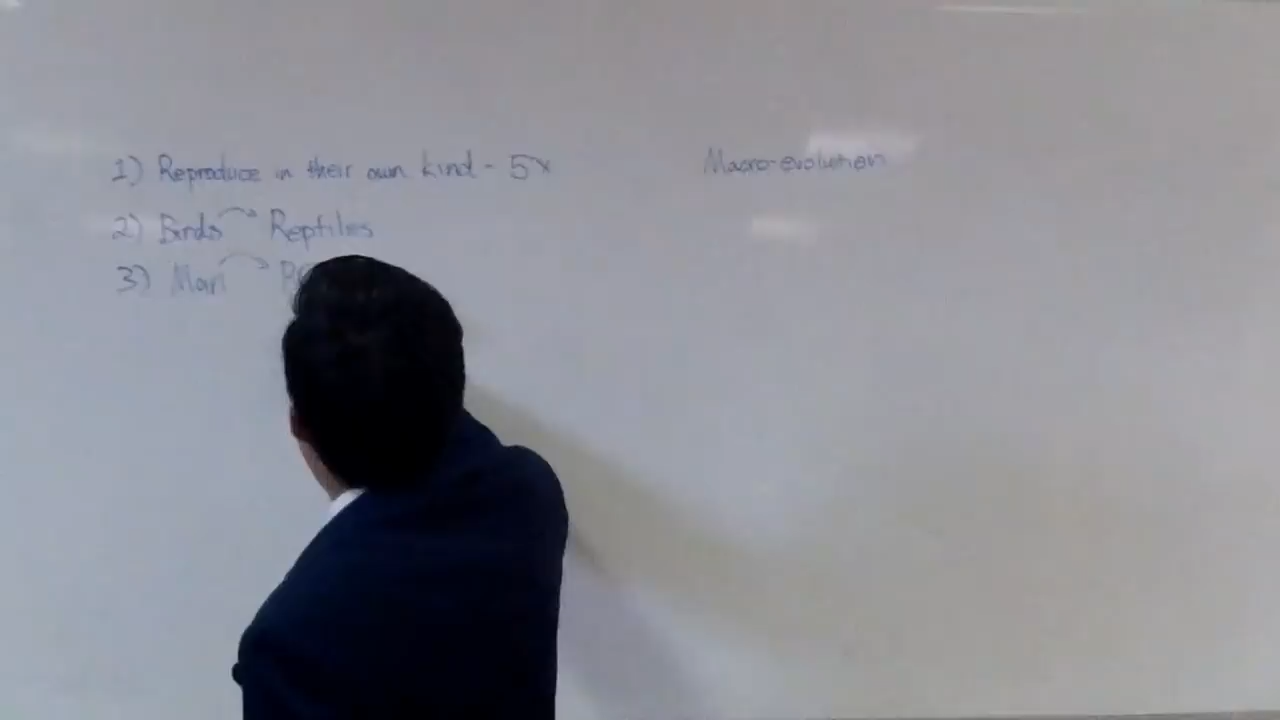 1) Reproduce in their own kind - 5x
Macro-evolution
2) Birds → Reptiles
3) Man →